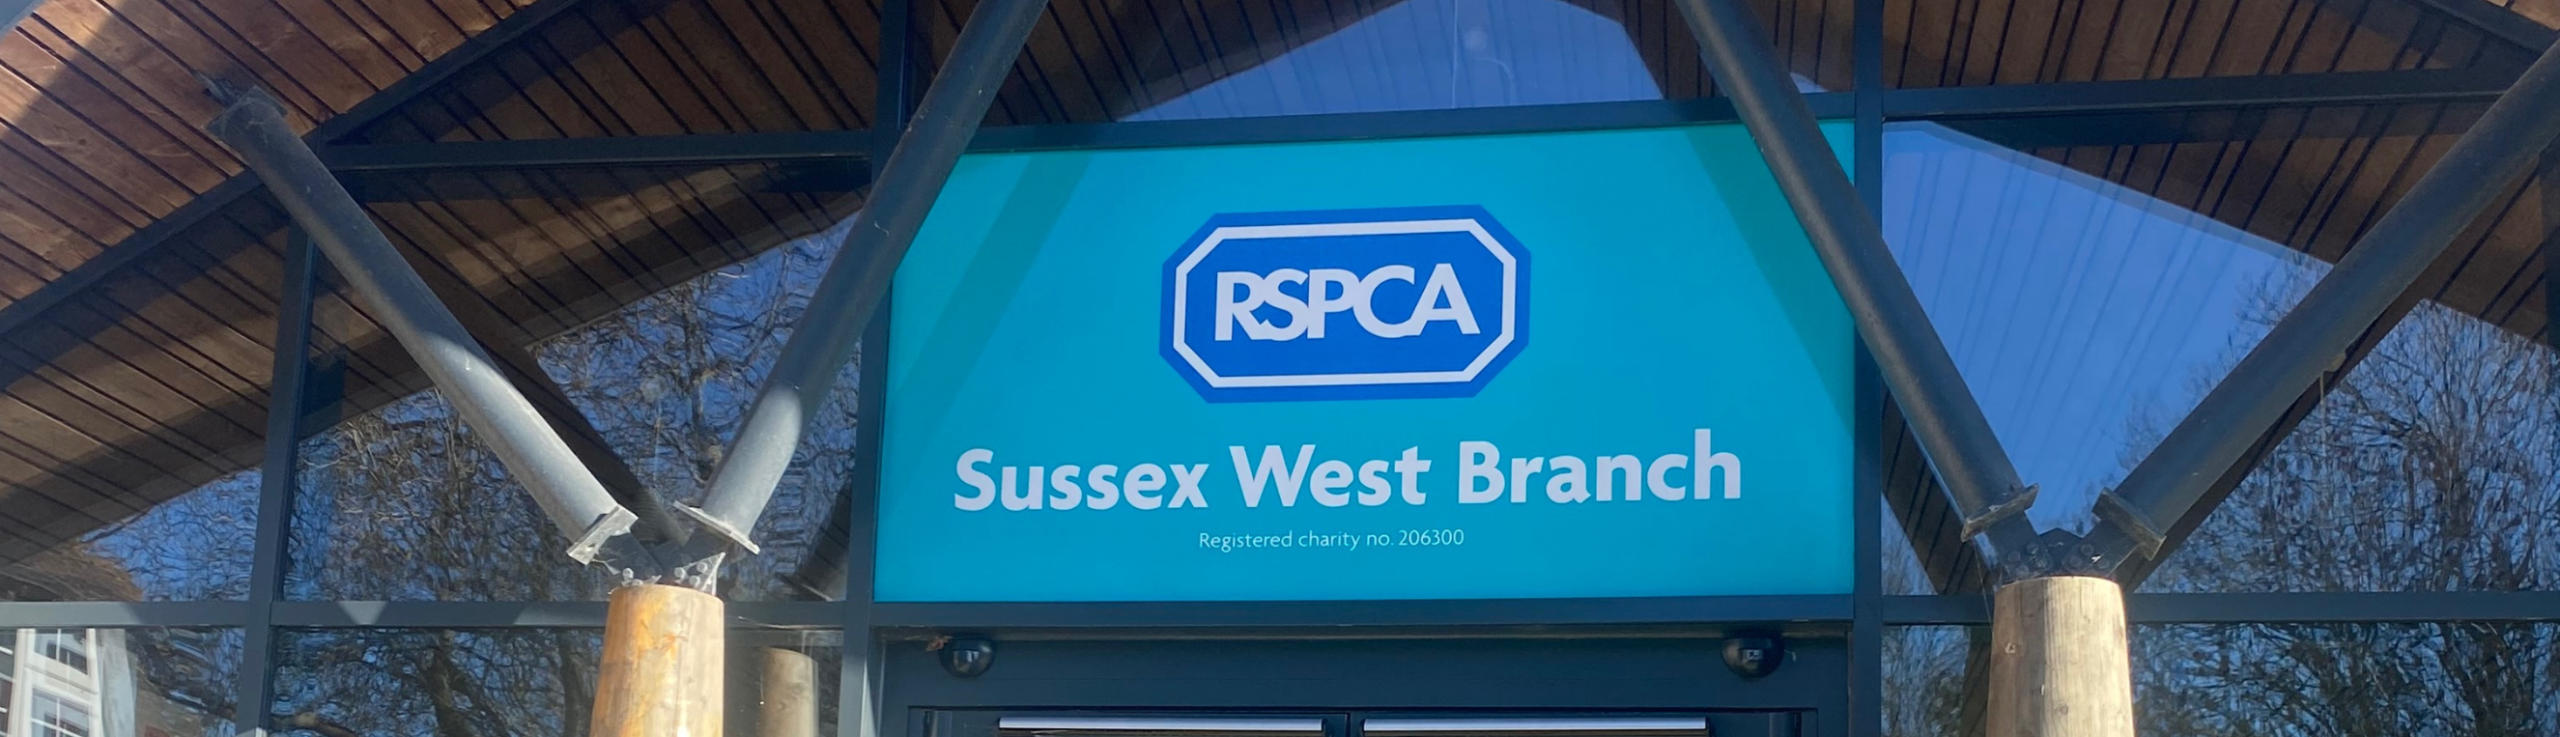 RSPCA
Sussex West Branch
Registered charity no. 206300